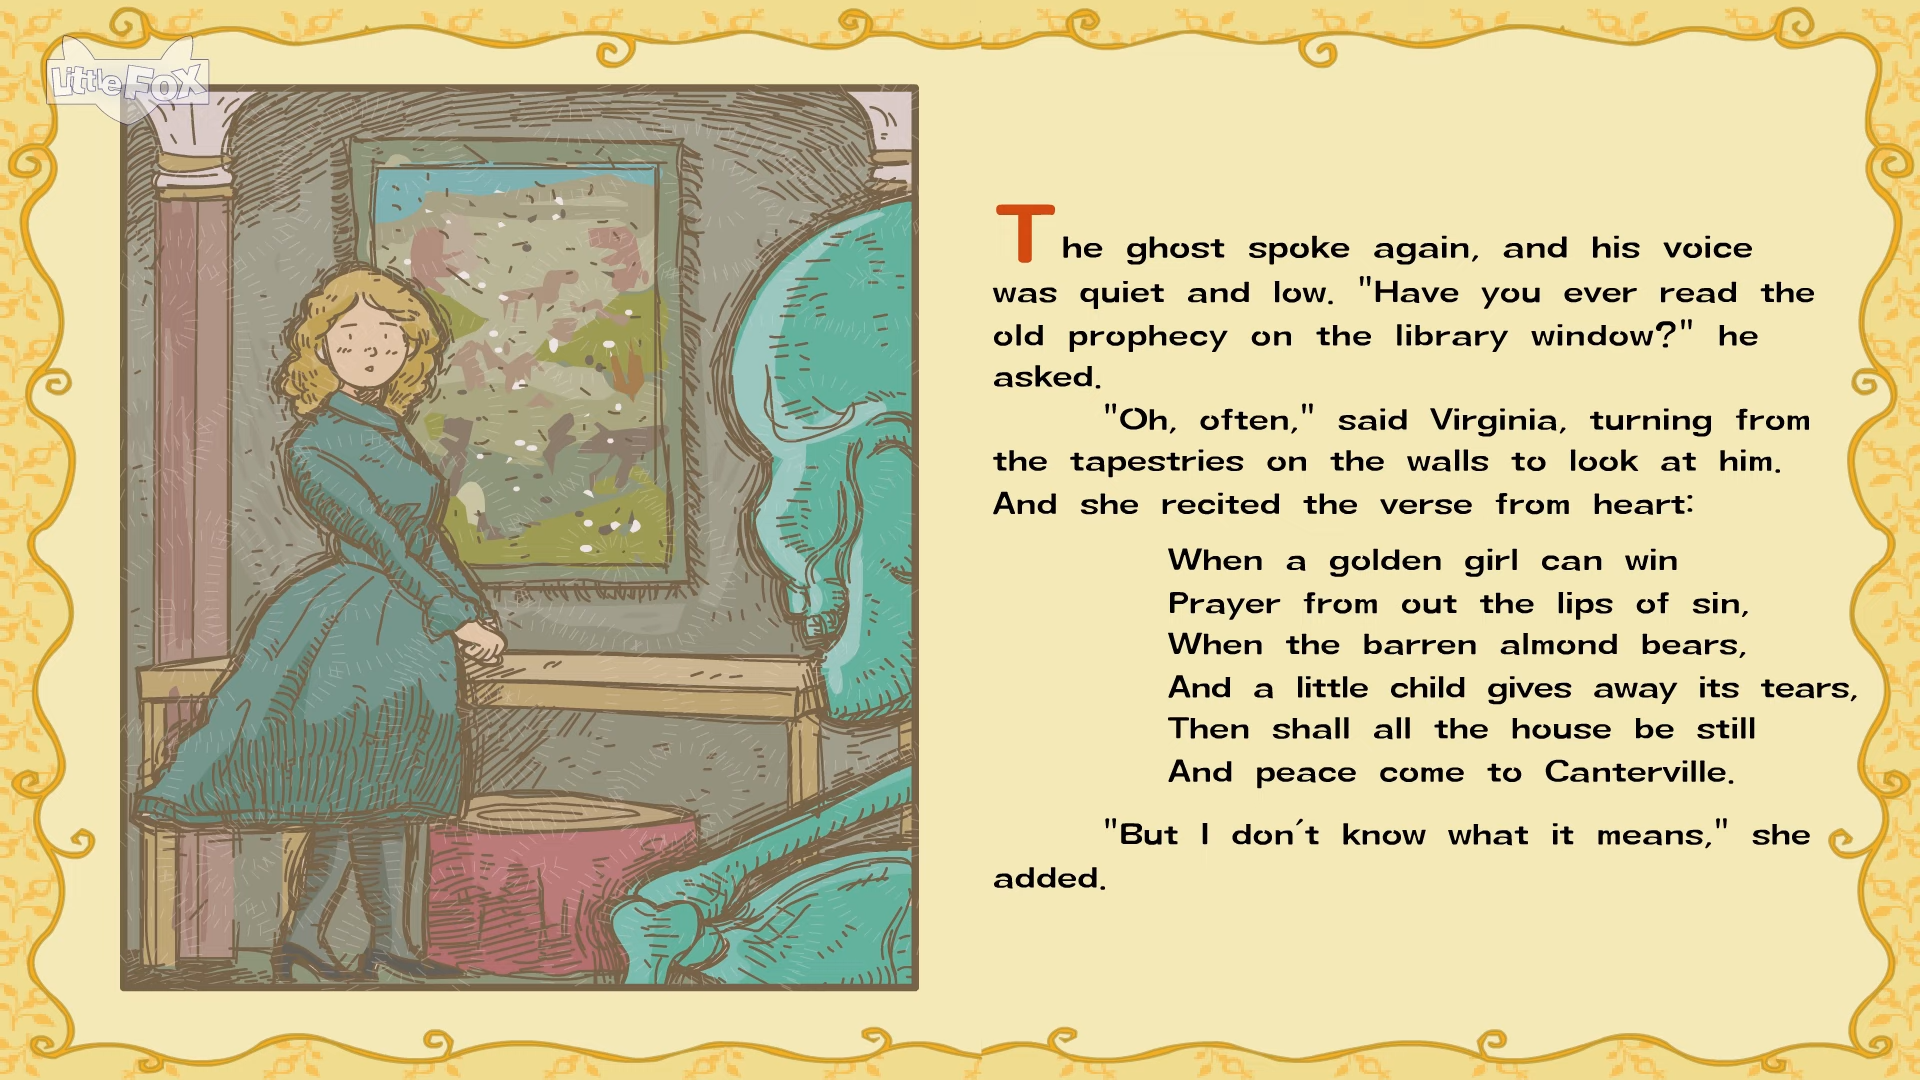 Little Fox
The ghost spoke again, and his voice
was quiet and low. "Have you ever read the
old prophecy on the library window?" he
asked.
"Oh, often," said Virginia, turning from
the tapestries on the walls to look at him.
And she recited the verse from heart:
When a golden girl can win
Prayer from out the lips of sin,
When the barren almond bears,
And a little child gives away its tears,
Then shall all the house be still
And peace come to Canterville.
"But I don't know what it means," she
added.